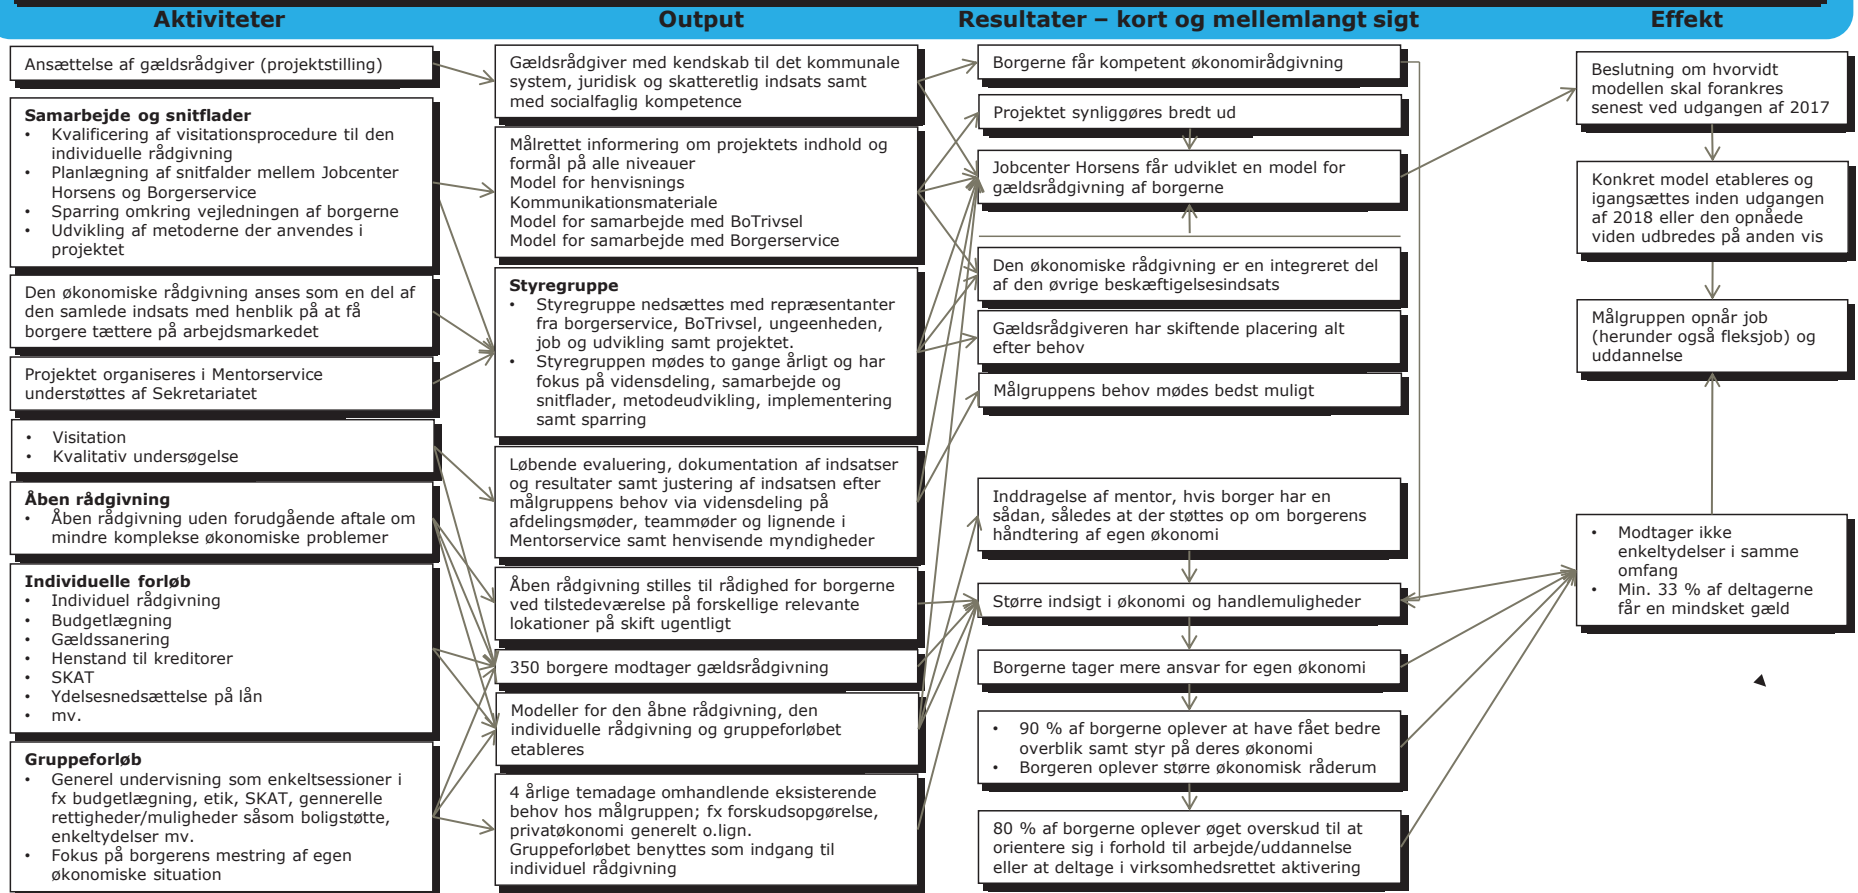 Aktiviteter
Output
Resultater – kort og mellemlangt sigt
Effekt
Ansættelse af gældsrådgiver (projektstilling)
Samarbejde og snitflader
• Kvalificering af visitationsprocedure til den
individuelle rådgivning
• Planlægning af snitfalder mellem Jobcenter
Horsens og Borgerservice
• Sparring omkring vejledningen af borgerne
• Udvikling af metoderne der anvendes i
projektet
Den økonomiske rådgivning anses som en del af
den samlede indsats med henblik på at få
borgere tættere på arbejdsmarkedet
Projektet organiseres i Mentorservice
understøttes af Sekretariatet
• Visitation
• Kvalitativ undersøgelse
Åben rådgivning
• Åben rådgivning uden forudgående aftale om
mindre komplekse økonomiske problemer
Individuelle forløb
• Individuel rådgivning
• Budgetlægning
• Gældssanering
• Henstand til kreditorer
• SKAT
• Ydelsesnedsættelse på lån
• mv.
Gruppeforløb
• Generel undervisning som enkeltsessioner i
fx budgetlægning, etik, SKAT, gennerelle
rettigheder/muligheder såsom boligstøtte,
enkeltydelser mv.
• Fokus på borgerens mestring af egen
økonomiske situation
Gældsrådgiver med kendskab til det kommunale
system, juridisk og skatteretlig indsats samt
med socialfaglig kompetence
Målrettet informering om projektets indhold og
formål på alle niveauer
Model for henvisnings
Kommunikationsmateriale
Model for samarbejde med BoTrivsel
Model for samarbejde med Borgerservice
Styregruppe
• Styregruppe nedsættes med repræsentanter
fra borgerservice, BoTrivsel, ungeenheden,
job og udvikling samt projektet.
• Styregruppen mødes to gange årligt og har
fokus på vidensdeling, samarbejde og
snitflader, metodeudvikling, implementering
samt sparring
Løbende evaluering, dokumentation af indsatser
og resultater samt justering af indsatsen efter
målgruppens behov via vidensdeling på
afdelingsmøder, teammøder og lignende i
Mentorservice samt henvisende myndigheder
Åben rådgivning stilles til rådighed for borgerne
ved tilstedeværelse på forskellige relevante
lokationer på skift ugentligt
350 borgere modtager gældsrådgivning
Modeller for den åbne rådgivning, den
individuelle rådgivning og gruppeforløbet
etableres
4 årlige temadage omhandlende eksisterende
behov hos målgruppen; fx forskudsopgørelse,
privatøkonomi generelt o.lign.
Gruppeforløbet benyttes som indgang til
individuel rådgivning
Borgerne får kompetent økonomirådgivning
Projektet synliggøres bredt ud
Jobcenter Horsens får udviklet en model for
gældsrådgivning af borgerne
Den økonomiske rådgivning er en integreret del
af den øvrige beskæftigelsesindsats
Gældsrådgiveren har skiftende placering alt
efter behov
Målgruppens behov mødes bedst muligt
Inddragelse af mentor, hvis borger har en
sådan, således at der støttes op om borgerens
håndtering af egen økonomi
Større indsigt i økonomi og handlemuligheder
Borgerne tager mere ansvar for egen økonomi
• 90 % af borgerne oplever at have fået bedre
overblik samt styr på deres økonomi
• Borgeren oplever større økonomisk råderum
80 % af borgerne oplever øget overskud til at
orientere sig i forhold til arbejde/uddannelse
eller at deltage i virksomhedsrettet aktivering
Beslutning om hvorvidt
modellen skal forankres
senest ved udgangen af 2017
Konkret model etableres og
igangsættes inden udgangen
af 2018 eller den opnåede
viden udbredes på anden vis
Målgruppen opnår job
(herunder også fleksjob) og
uddannelse
• Modtager ikke
enkeltydelser i samme
omfang
• Min. 33 % af deltagerne
får en mindsket gæld